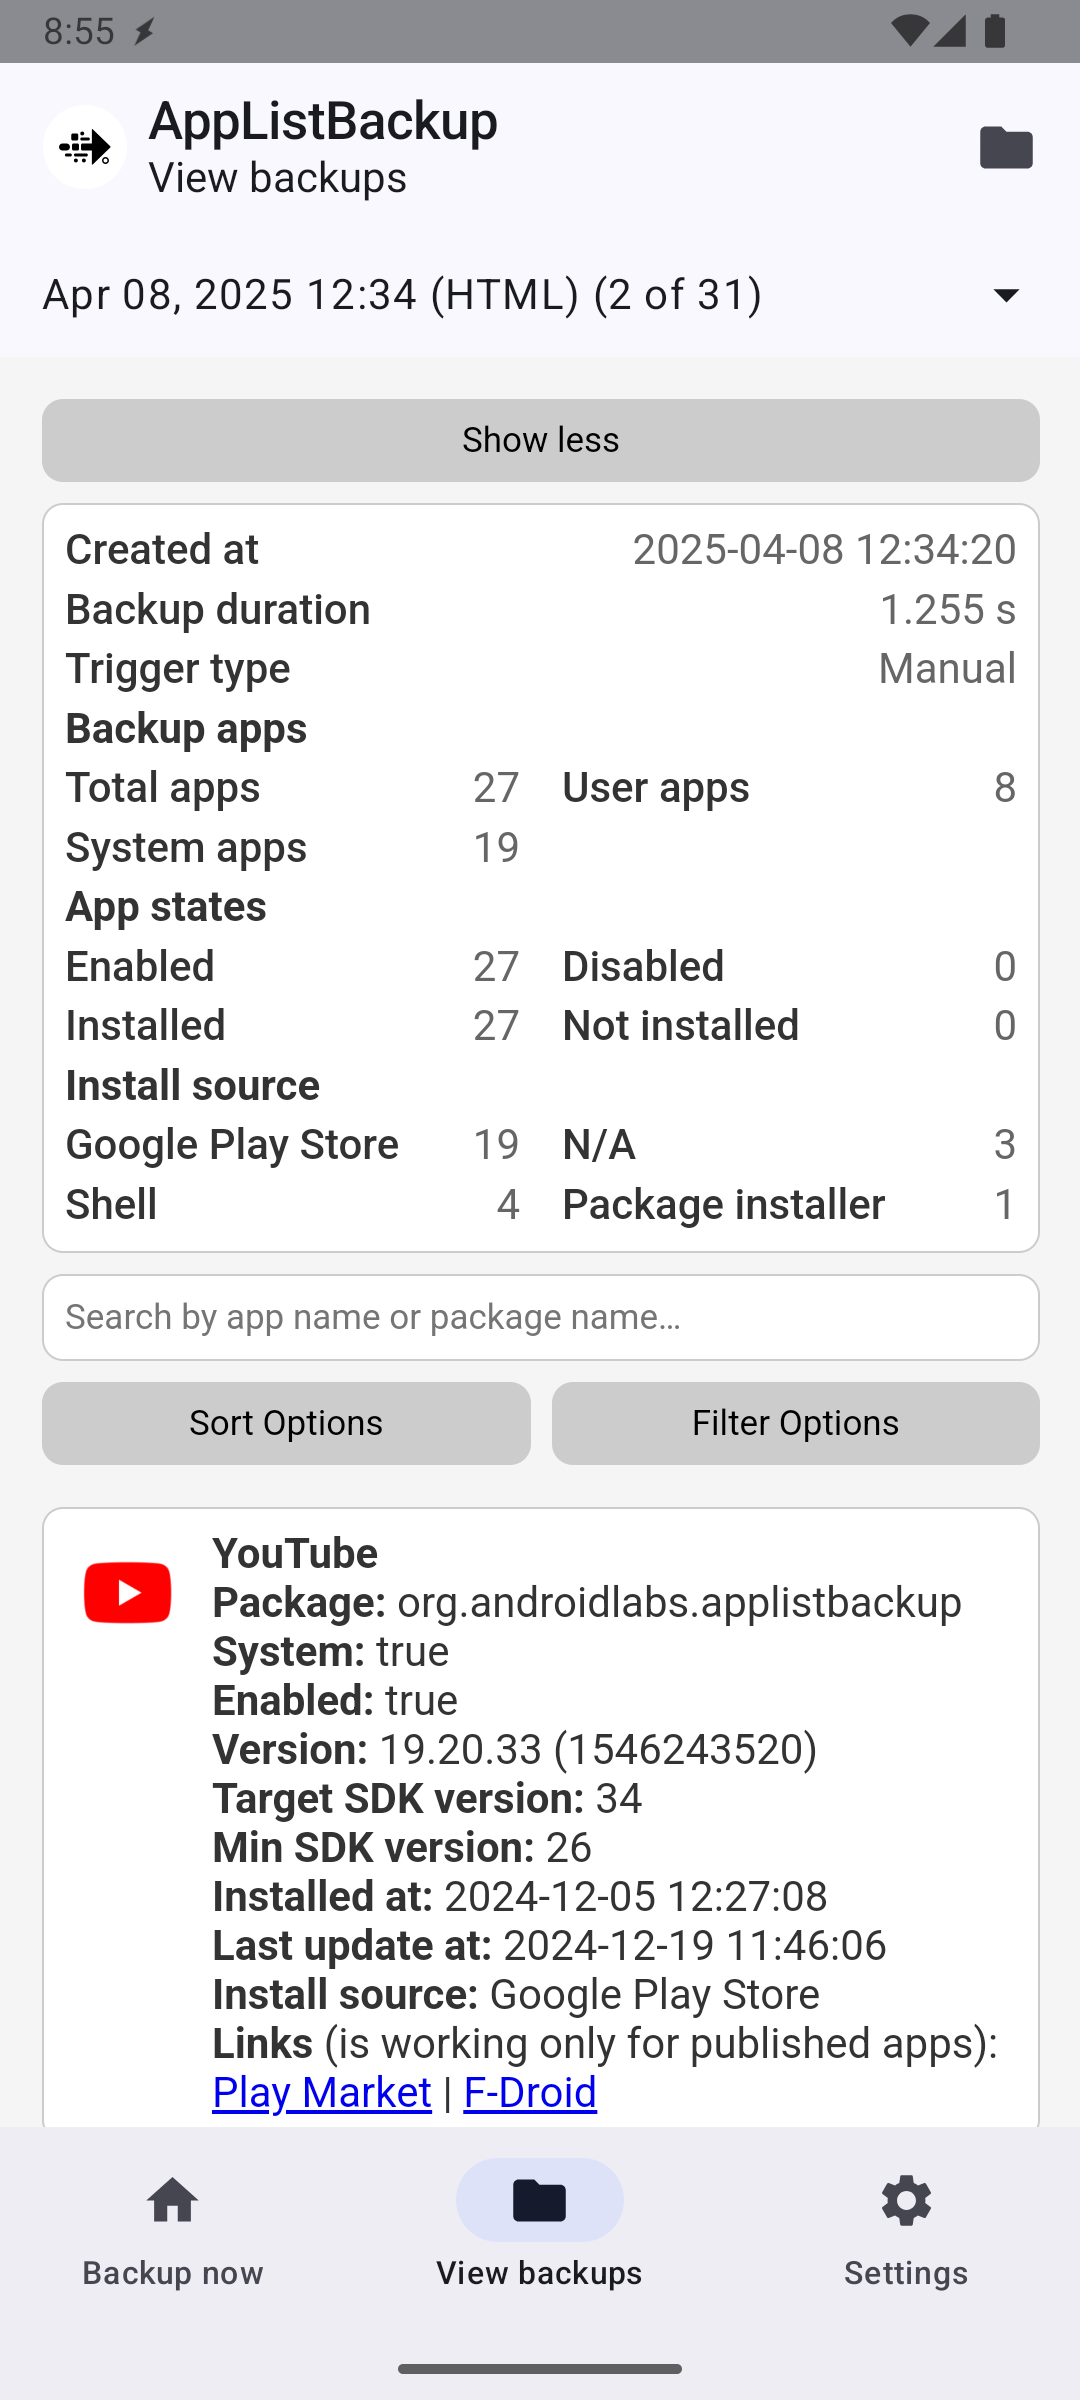 8:55
AppListBackup
View backups
Apr 08, 2025 12:34 (HTML) (2 of 31)
Show less
Created at 2025-04-08 12:34:20
Backup duration 1.255 s
Trigger type Manual
Backup apps
Total apps 27 User apps 8
System apps 19
App states
Enabled 27 Disabled 0
Installed 27 Not installed 0
Install source
Google Play Store 19 N/A 3
Shell 4 Package installer 1
Search by app name or package name...
Sort Options Filter Options
YouTube
Package: org.androidlabs.applistbackup
System: true
Enabled: true
Version: 19.20.33 (1546243520)
Target SDK version: 34
Min SDK version: 26
Installed at: 2024-12-05 12:27:08
Last update at: 2024-12-19 11:46:06
Install source: Google Play Store
Links (is working only for published apps):
Play Market | F-Droid
Backup now View backups Settings